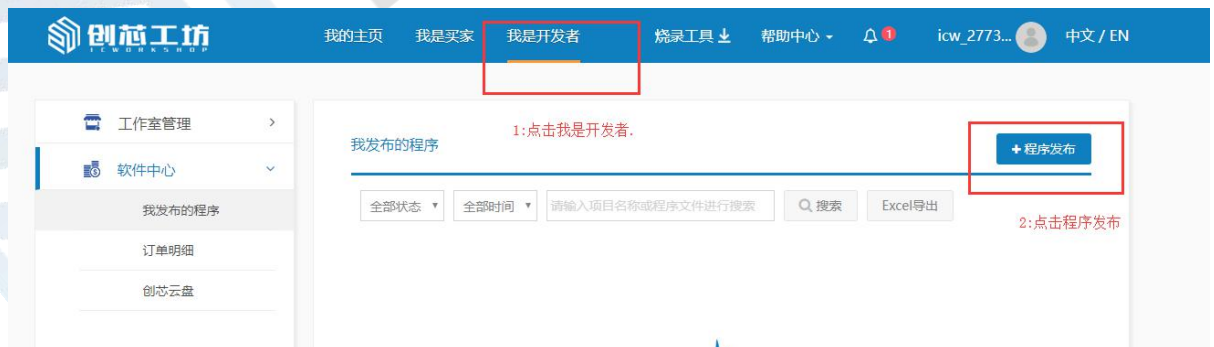 创芯工坊
ICWORKSHOP
我的主页 我是买家 我是开发者 烧录工具 帮助中心 1 icw_2773... 中文 / EN
工作室管理
1:点击我是开发者.
我发布的程序
+程序发布
软件中心
我发布的程序
全部状态 全部时间 请输入项目名称或程序文件进行搜索 搜索 Excel导出
2:点击程序发布
订单明细
创芯云盘